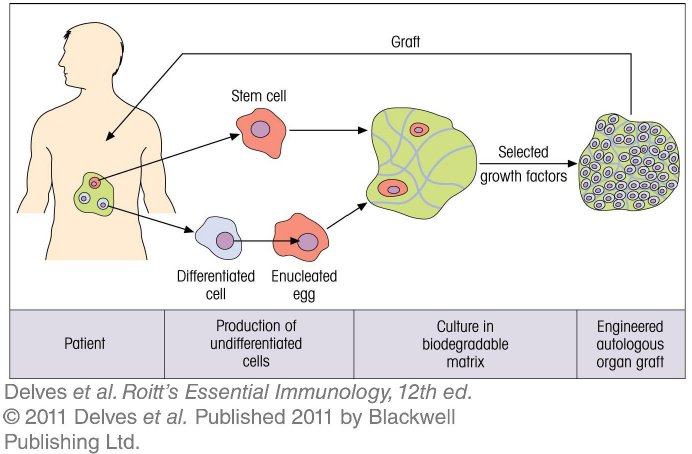 Graft
Stem cell
Selected
growth factors
Differentiated
cell
Enucleated
egg
Patient
Production of
undifferentiated
cells
Culture in
biodegradable
matrix
Engineered
autologous
organ graft
Delves et al. Roitt's Essential Immunology, 12th ed.
© 2011 Delves et al. Published 2011 by Blackwell
Publishing Ltd.